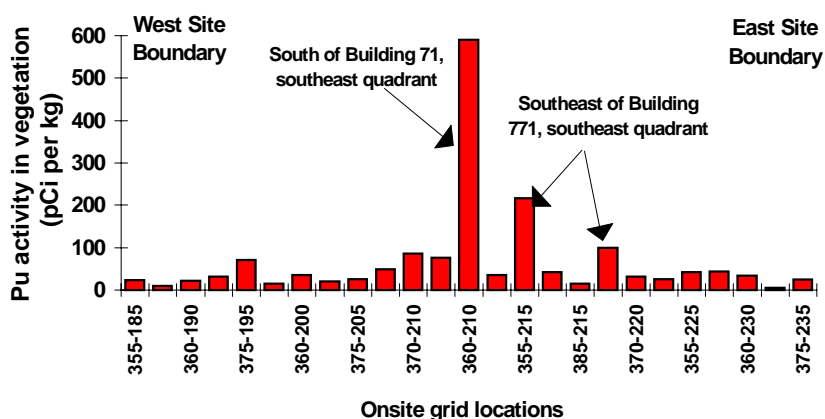 West Site
Boundary
East Site
Boundary
South of Building 71,
southeast quadrant
Southeast of Building
771, southeast quadrant
Pu activity in vegetation
(pCi per kg)
600
500
400
300
200
100
0
355-185
360-190
375-195
360-200
375-205
370-210
360-210
355-215
385-215
370-220
355-225
360-230
375-235
Onsite grid locations